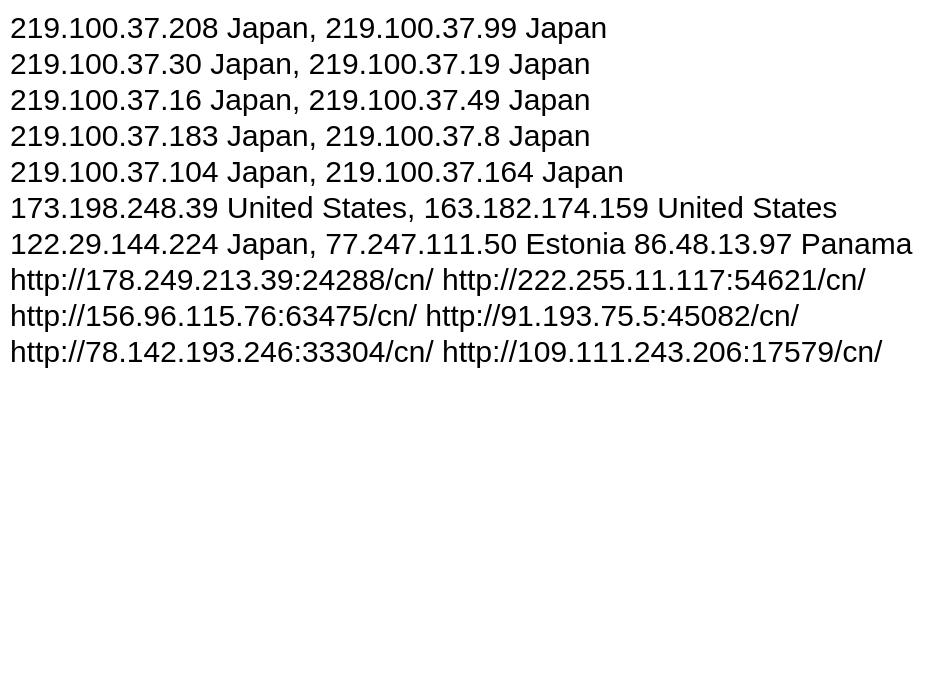 219.100.37.208 Japan, 219.100.37.99 Japan
219.100.37.30 Japan, 219.100.37.19 Japan
219.100.37.16 Japan, 219.100.37.49 Japan
219.100.37.183 Japan, 219.100.37.8 Japan
219.100.37.104 Japan, 219.100.37.164 Japan
173.198.248.39 United States, 163.182.174.159 United States
122.29.144.224 Japan, 77.247.111.50 Estonia 86.48.13.97 Panama
http://178.249.213.39:24288/cn/ http://222.255.11.117:54621/cn/
http://156.96.115.76:63475/cn/ http://91.193.75.5:45082/cn/
http://78.142.193.246:33304/cn/ http://109.111.243.206:17579/cn/